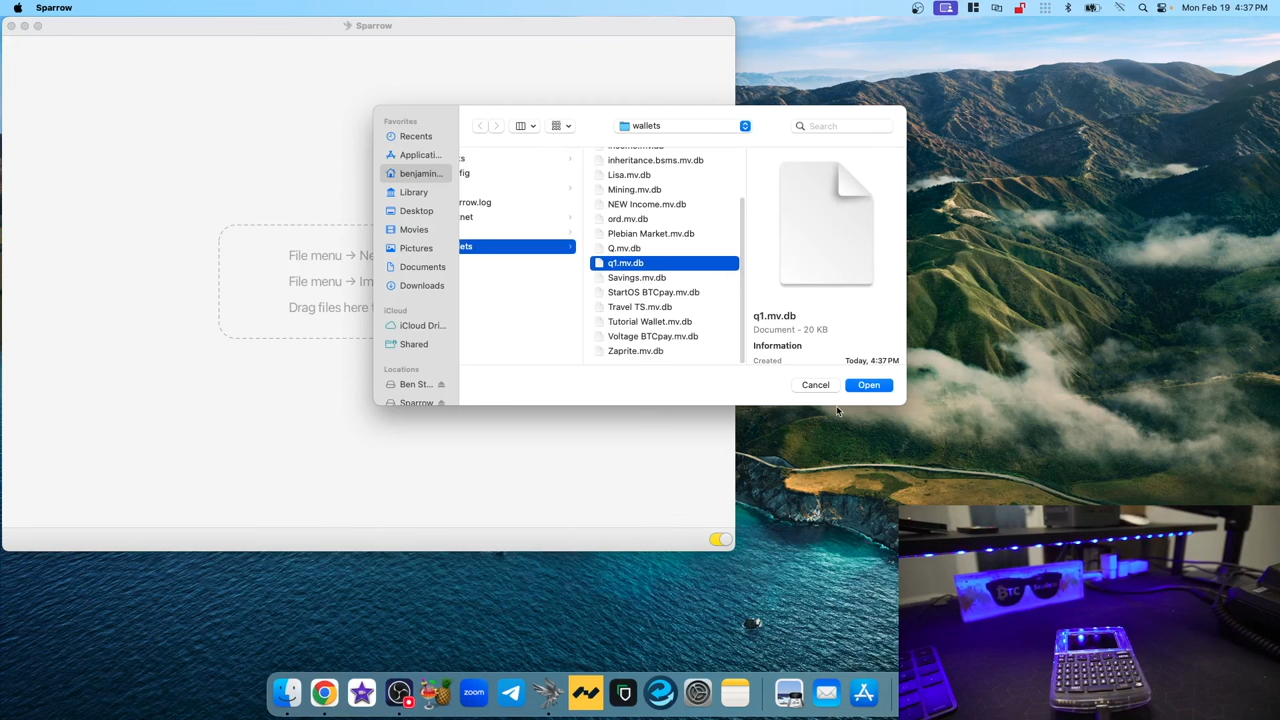 Sparrow
Mon Feb 19 4:37 PM
Sparrow
File menu → Ne
File menu → Im
Drag files here t
Favorites
Recents
Applicati...
benjamin...
Library
Desktop
Movies
Pictures
Documents
Downloads
iCloud
iCloud Dri...
Shared
Locations
Ben St...
Sparrow
wallets
Search
ts
fig
rrow.log
net
ets
inheritance.bsms.mv.db
Lisa.mv.db
Mining.mv.db
NEW Income.mv.db
ord.mv.db
Plebian Market.mv.db
Q.mv.db
q1.mv.db
Savings.mv.db
StartOS BTCpay.mv.db
Travel TS.mv.db
Tutorial Wallet.mv.db
Voltage BTCpay.mv.db
Zaprite.mv.db
q1.mv.db
Document - 20 KB
Information
Created Today, 4:37 PM
Cancel Open
zoom
BTC